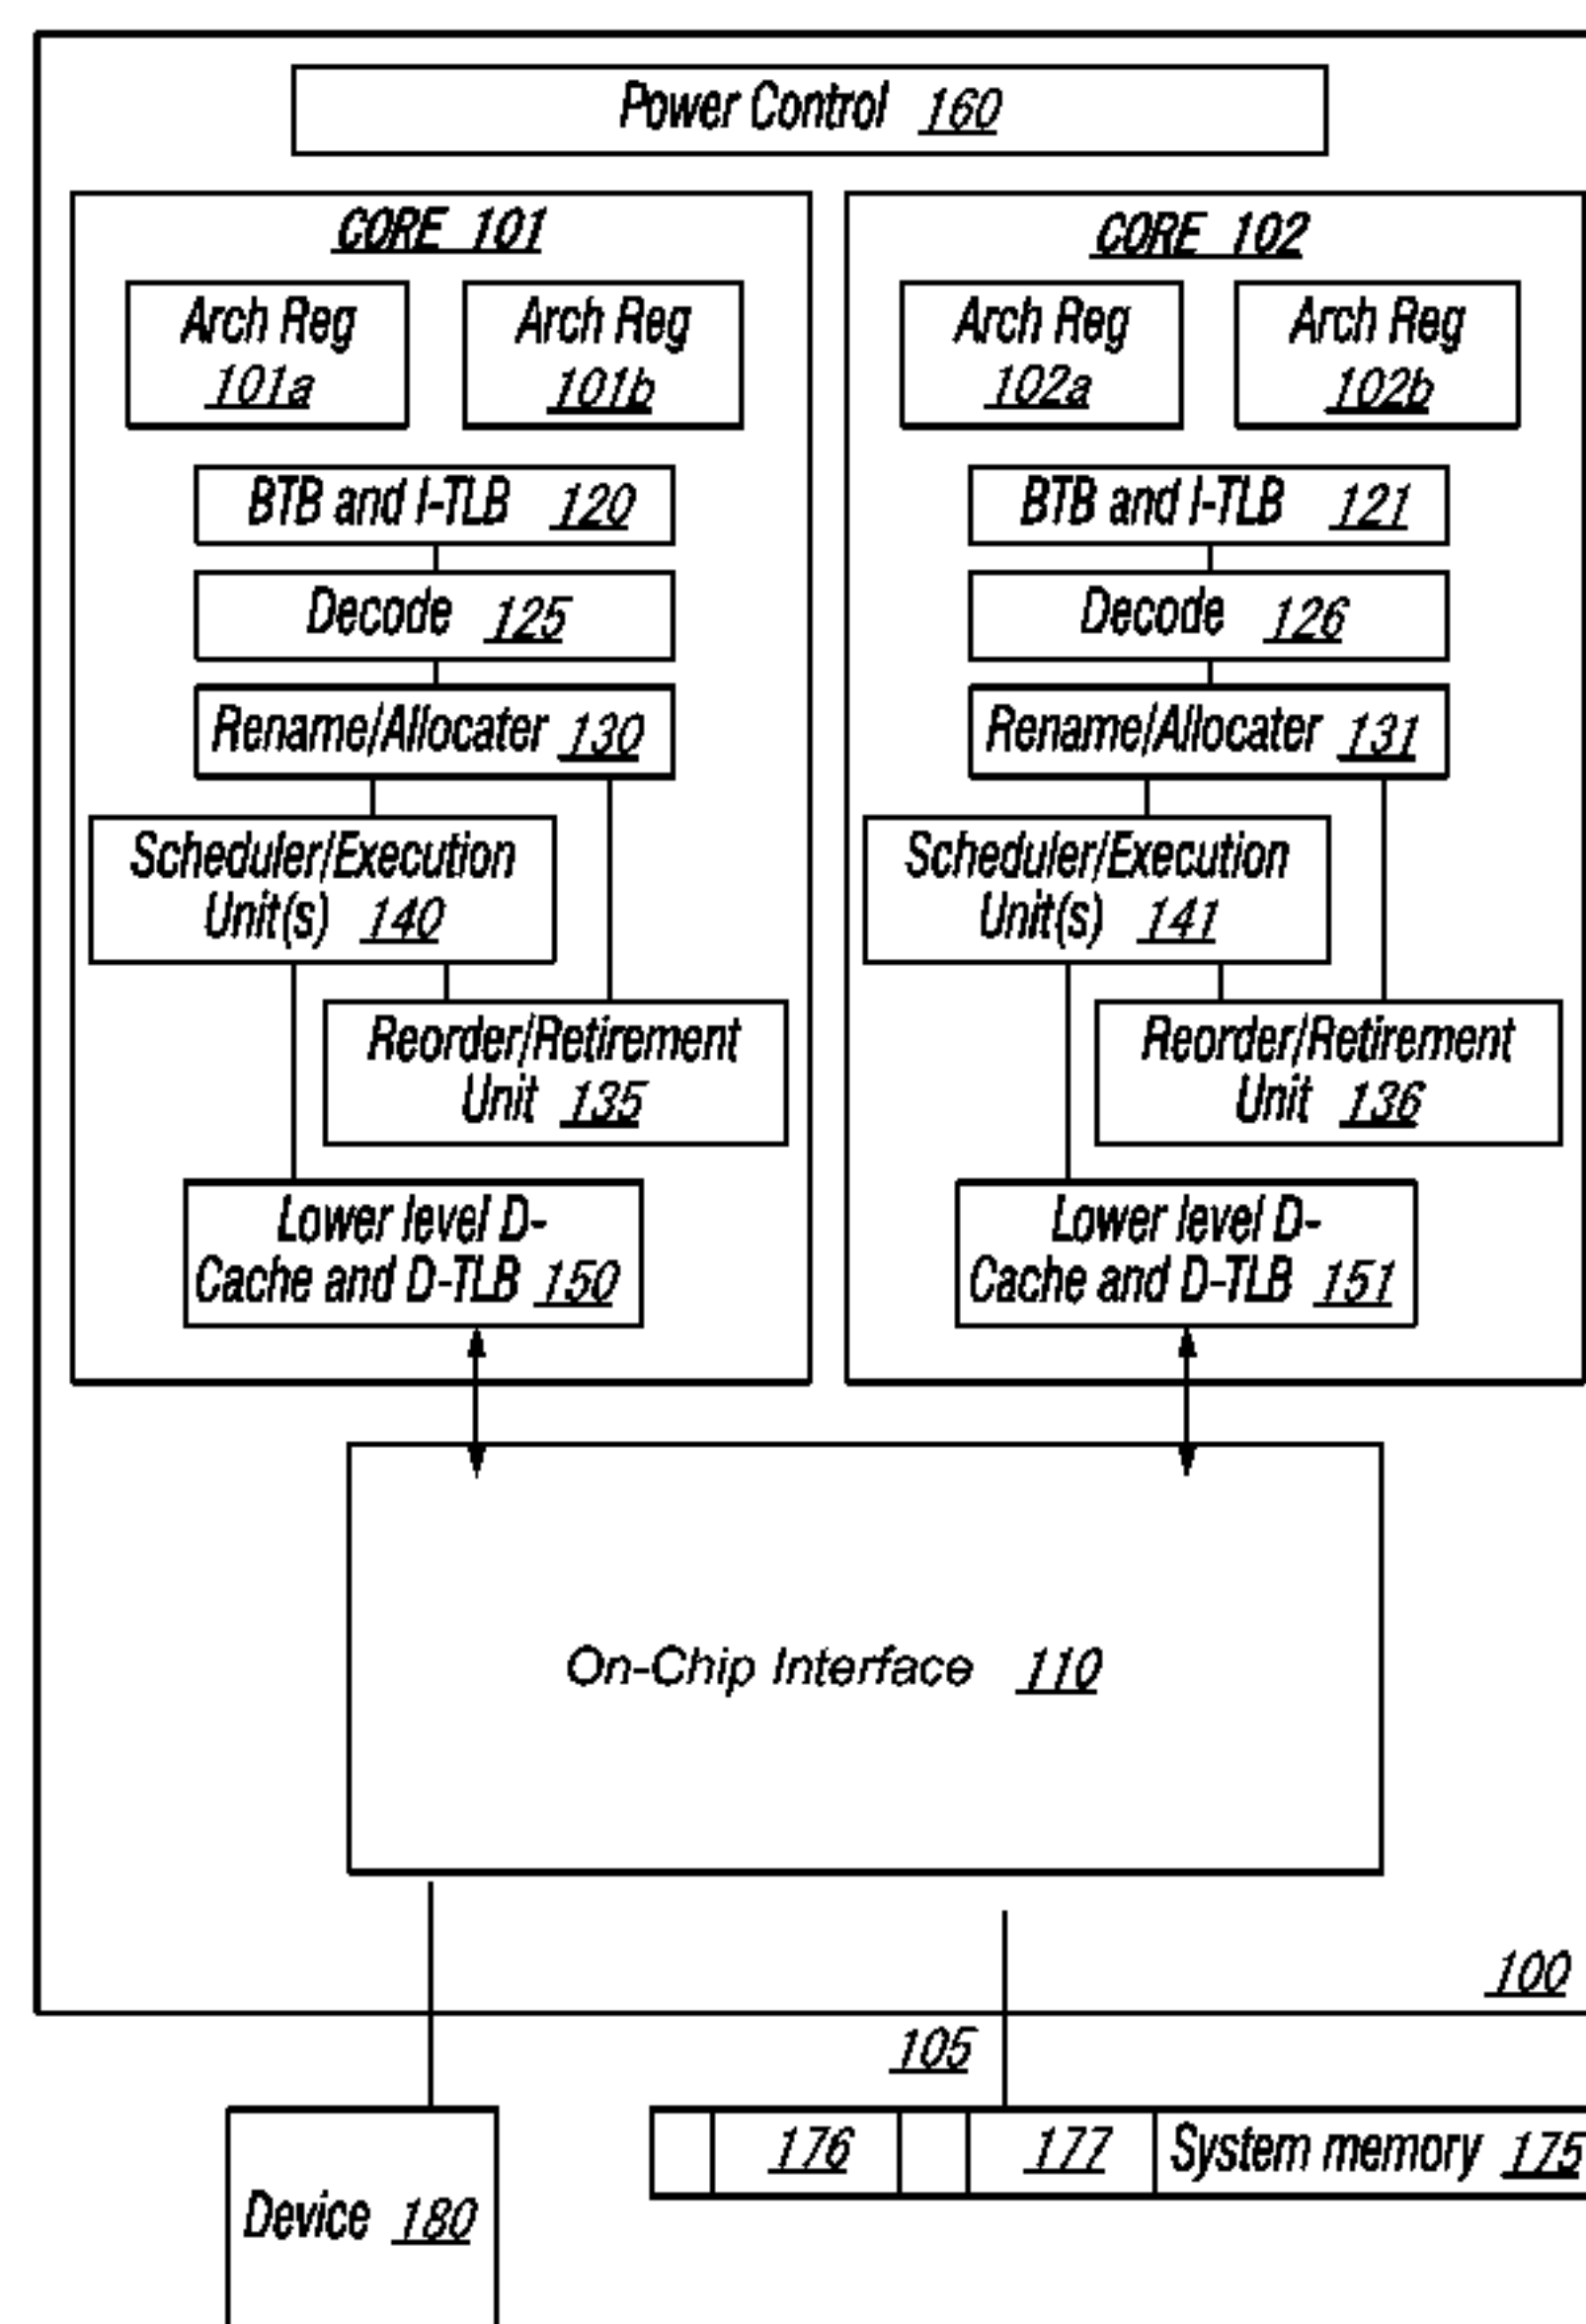 Power Control 160
CORE 101
Arch Reg
101a
Arch Reg
101b
BTB and I-TLB 120
Decode 125
Rename/Allocater 130
Scheduler/Execution
Unit(s) 140
Reorder/Retirement
Unit 135
Lower level D-
Cache and D-TLB 150
CORE 102
Arch Reg
102a
Arch Reg
102b
BTB and I-TLB 121
Decode 126
Rename/Allocater 131
Scheduler/Execution
Unit(s) 141
Reorder/Retirement
Unit 136
Lower level D-
Cache and D-TLB 151
On-Chip Interface 110
100
105
176
177
System memory 175
Device 180